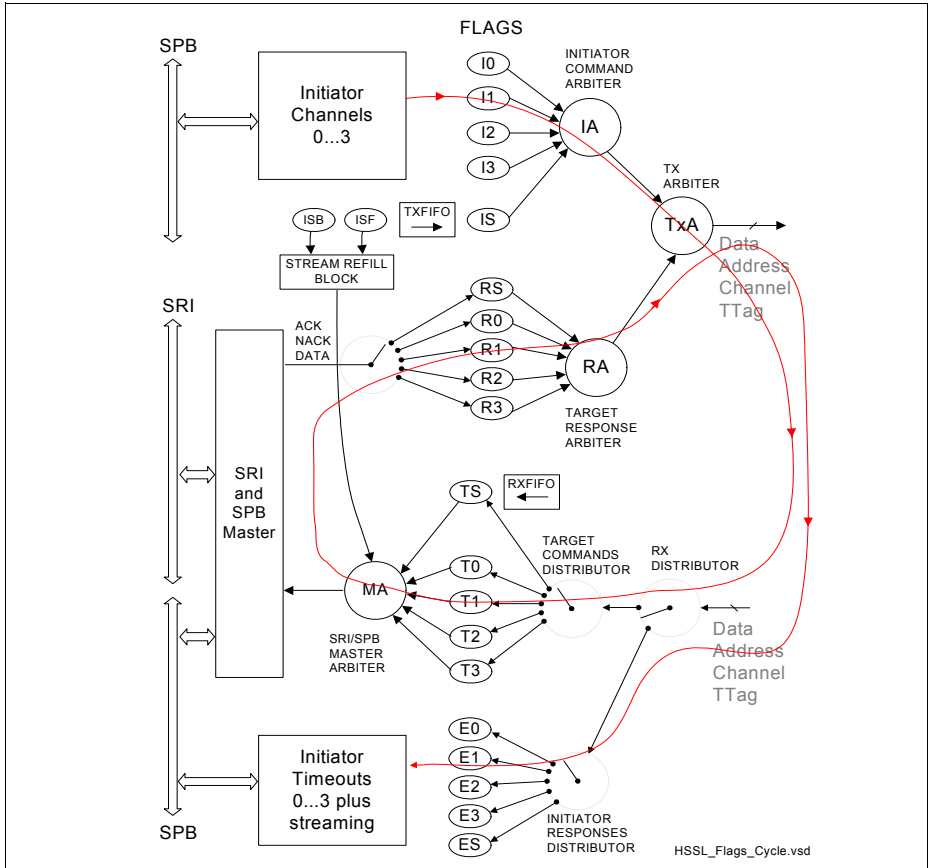 FLAGS
SPB
Initiator
Channels
0...3
I0
I1
I2
I3
IS
INITIATOR
COMMAND
ARBITER
IA
TX
ARBITER
TxA
Data
Address
Channel
TTag
ISB
ISF
TXFIFO
STREAM REFILL
BLOCK
SRI
ACK
NACK
DATA
RS
R0
R1
R2
R3
RA
TARGET
RESPONSE
ARBITER
SRI
and
SPB
Master
TS
RXFIFO
T0
T1
T2
T3
TARGET
COMMANDS
DISTRIBUTOR
RX
DISTRIBUTOR
MA
SRI/SPB
MASTER
ARBITER
Data
Address
Channel
TTag
Initiator
Timeouts
0...3 plus
streaming
E0
E1
E2
E3
ES
INITIATOR
RESPONSES
DISTRIBUTOR
SPB
HSSL_Flags_Cycle.vsd